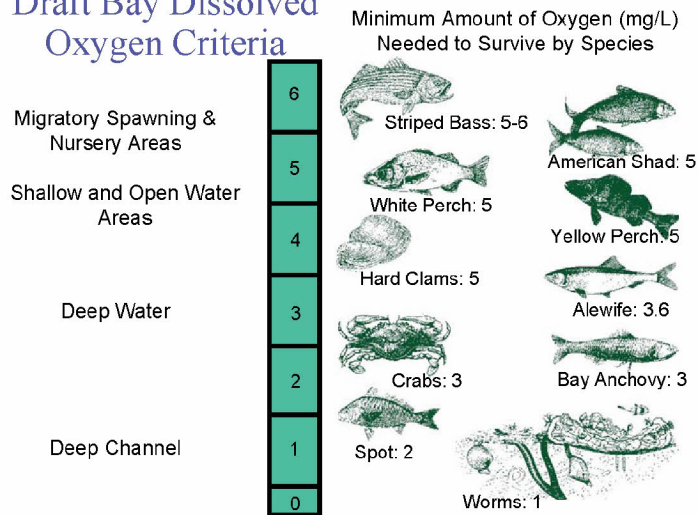 Draft Bay Dissolved
Oxygen Criteria
Minimum Amount of Oxygen (mg/L)
Needed to Survive by Species
Migratory Spawning &
Nursery Areas
Shallow and Open Water
Areas
Deep Water
Deep Channel
6
5
4
3
2
1
0
Striped Bass: 5-6
American Shad: 5
White Perch: 5
Yellow Perch: 5
Hard Clams: 5
Alewife: 3.6
Crabs: 3
Bay Anchovy: 3
Spot: 2
Worms: 1